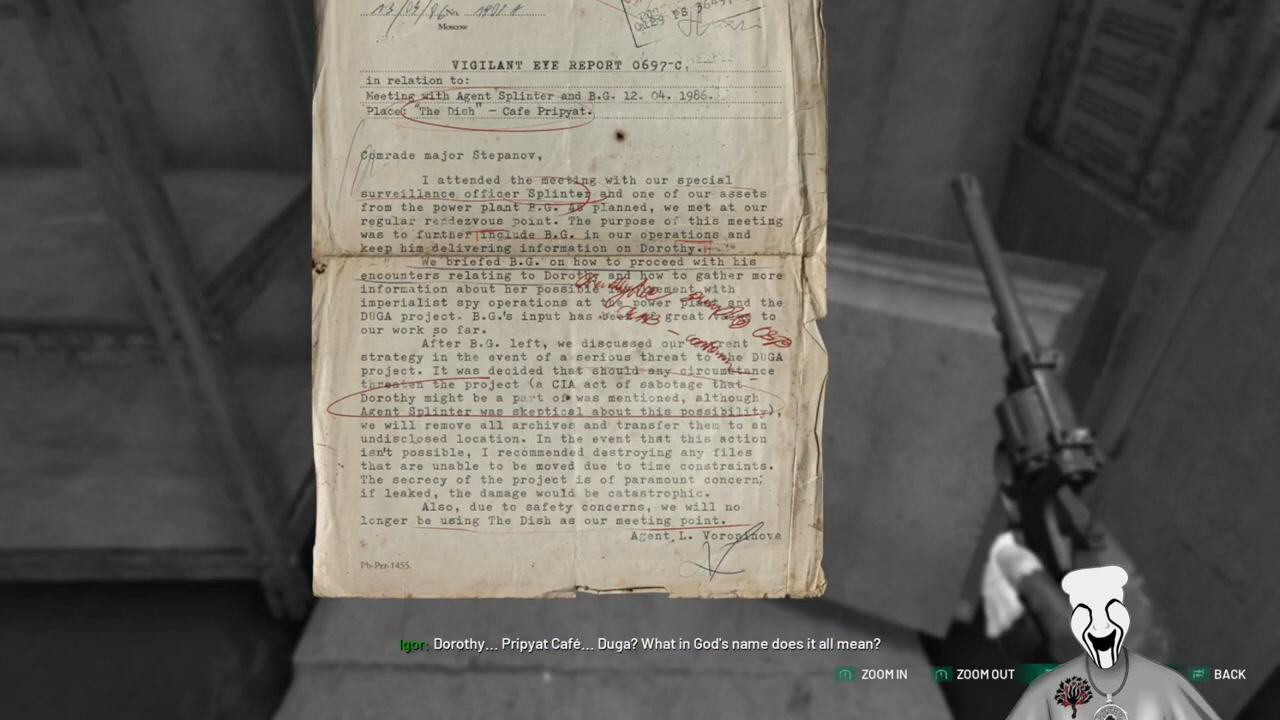 13/04/86 No.
Moscow
VIGILANT EYE REPORT 0697-C,
in relation to:
Meeting with Agent Splinter and B.G. 12. 04. 1986.
Place: "The Dish" - Cafe Pripyat.
Comrade major Stepanov,
I attended the meeting with our special
surveillance officer Splinter and one of our assets
from the power plant B.G. As planned, we met at our
regular rendezvous point. The purpose of this meeting
was to further include B.G. in our operations and
keep him delivering information on Dorothy.
We briefed B.G. on how to proceed with his
encounters relating to Dorothy and how to gather more
information about her possible with
imperialist spy operations at the power plant and the
DUGA project. B.G.'s input has been great to
our work so far.
After B.G. left, we discussed our current
strategy in the event of a serious threat to the DUGA
project. It was decided that should any circumstance
threaten the project (a CIA act of sabotage that
Dorothy might be a part of was mentioned, although
Agent Splinter was skeptical about this possibility),
we will remove all archives and transfer them to an
undisclosed location. In the event that this action
isn't possible, I recommended destroying any files
that are unable to be moved due to time constraints.
The secrecy of the project is of paramount concern;
if leaked, the damage would be catastrophic.
Also, due to safety concerns, we will no
longer be using The Dish as our meeting point.
Agent L. Voroninova
Ph-Per-1455.
Igor: Dorothy... Pripyat Café... Duga? What in God's name does it all mean?
ZOOM IN ZOOM OUT BACK